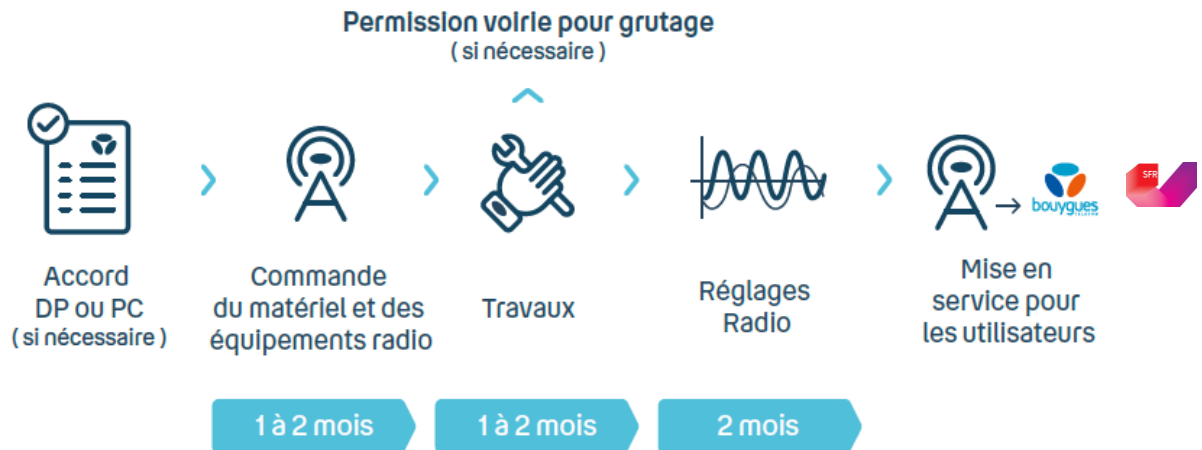 Permission voirie pour grutage
( si nécessaire )
Accord
DP ou PC
( si nécessaire )
Commande
du matériel et des
équipements radio
Travaux
Réglages
Radio
bouygues
TELECOM
SFR
Mise en
service pour
les utilisateurs
1 à 2 mois
1 à 2 mois
2 mois